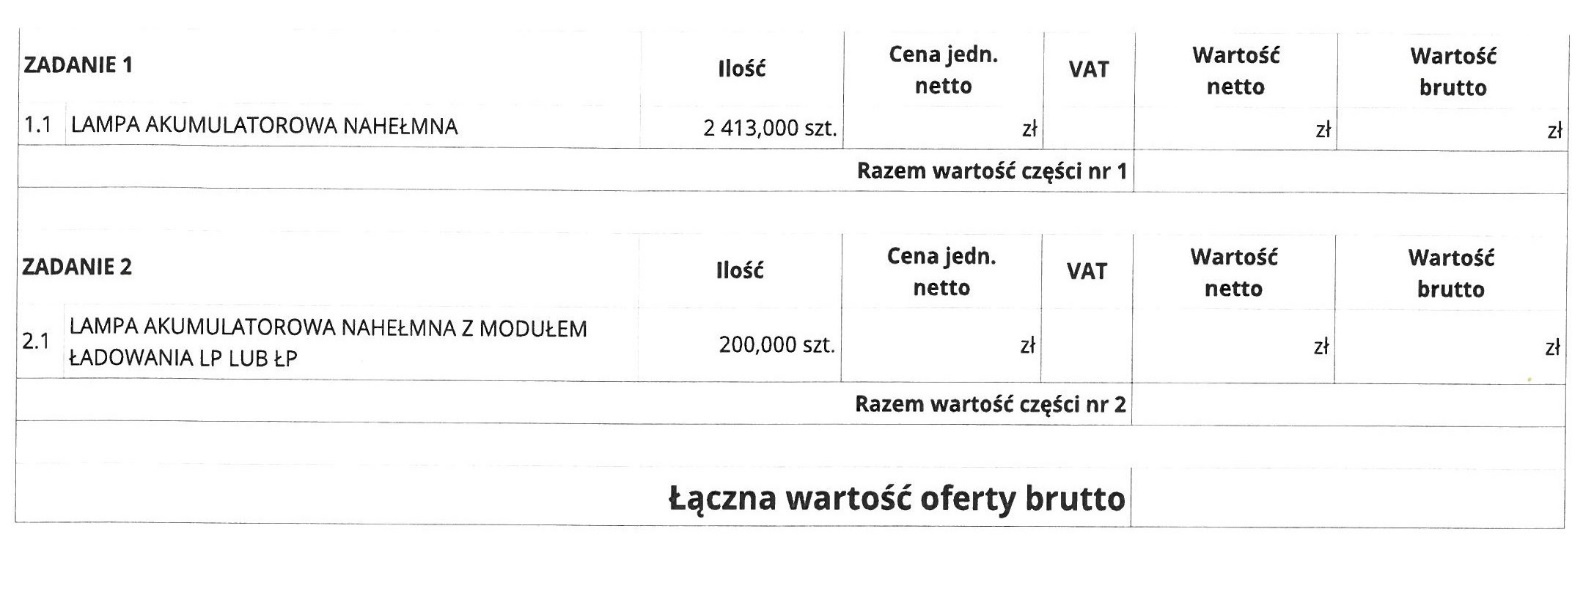 ZADANIE 1 Ilość Cena jedn. netto VAT Wartość netto Wartość brutto
1.1 LAMPA AKUMULATOROWA NAHEŁMNA 2 413,000 szt. zł zł zł
Razem wartość części nr 1
ZADANIE 2 Ilość Cena jedn. netto VAT Wartość netto Wartość brutto
2.1 LAMPA AKUMULATOROWA NAHEŁMNA Z MODUŁEM
ŁADOWANIA LP LUB ŁP 200,000 szt. zł zł zł
Razem wartość części nr 2
Łączna wartość oferty brutto